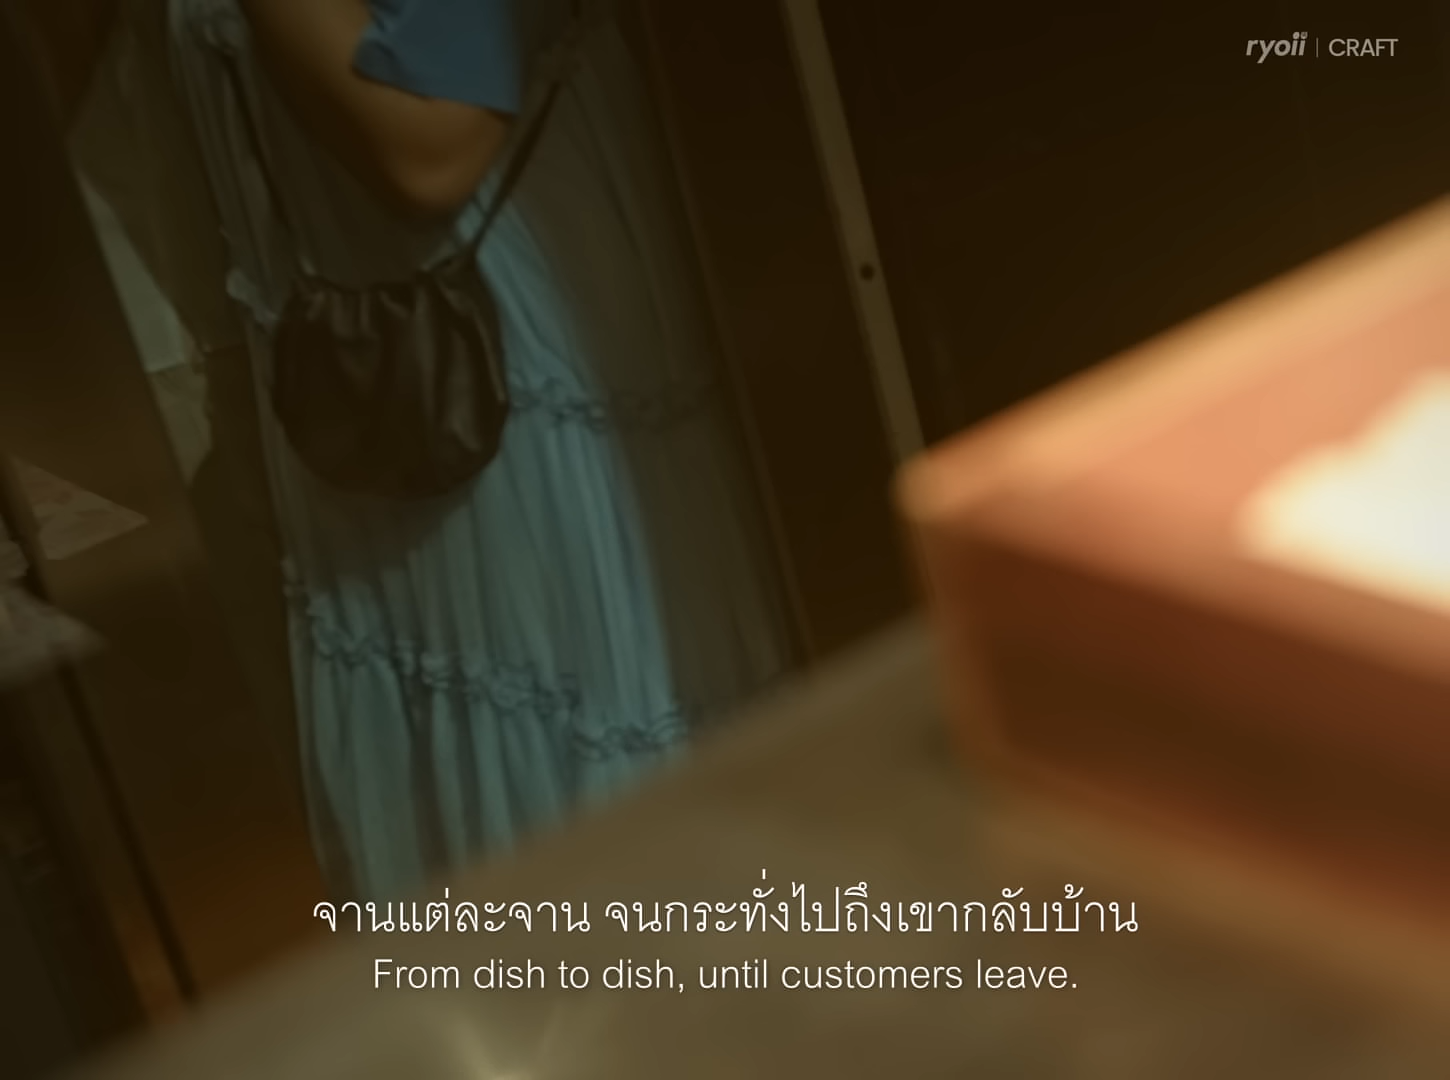 ryoii | CRAFT
จานแต่ละจาน จนกระทั่งไปถึงเขากลับบ้าน
From dish to dish, until customers leave.